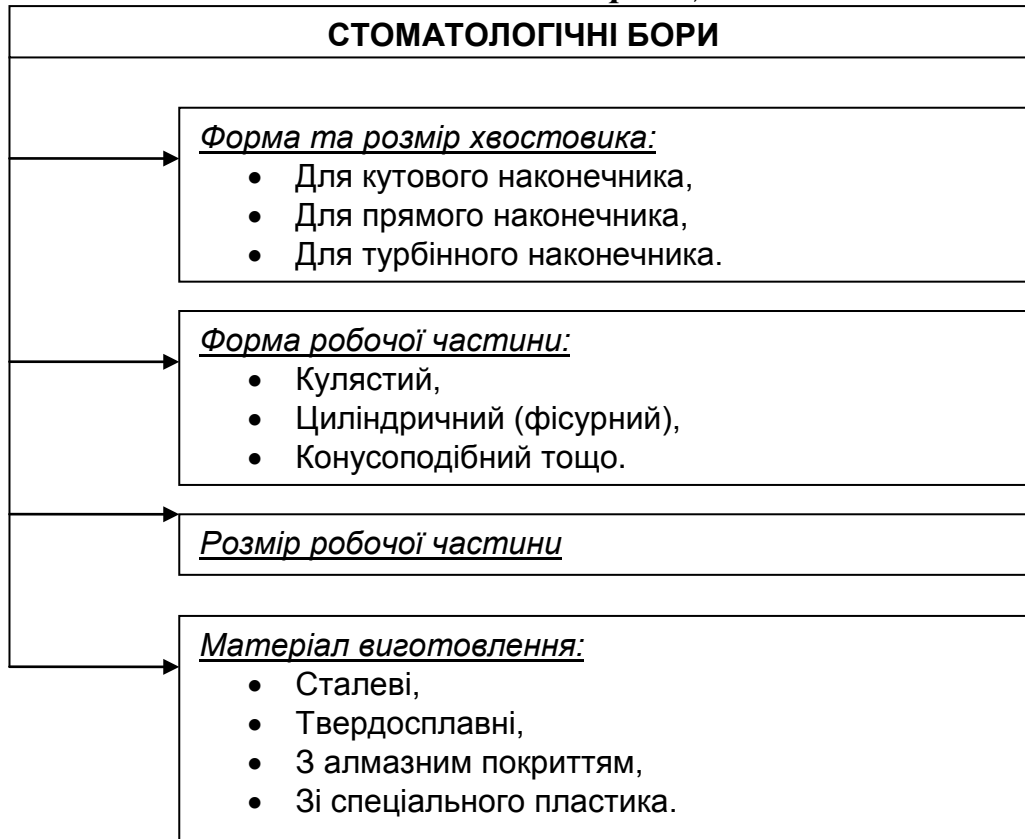 СТОМАТОЛОГІЧНІ БОРИ
Форма та розмір хвостовика:
• Для кутового наконечника,
• Для прямого наконечника,
• Для турбінного наконечника.
Форма робочої частини:
• Кулястий,
• Циліндричний (фісурний),
• Конусоподібний тощо.
Розмір робочої частини
Матеріал виготовлення:
• Сталеві,
• Твердосплавні,
• З алмазним покриттям,
• Зі спеціального пластика.